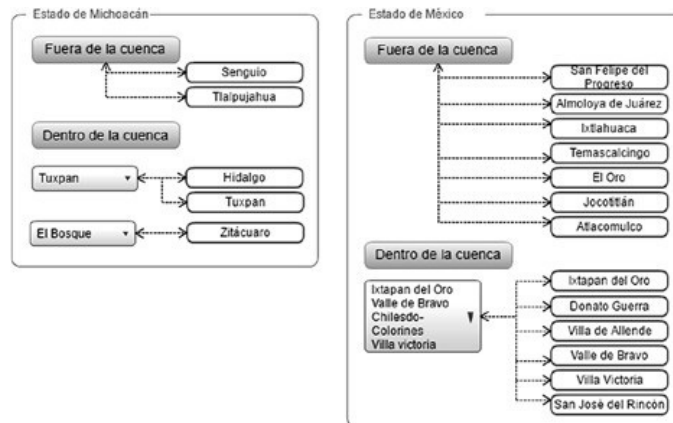 Estado de Michoacán
Fuera de la cuenca
Senguio
Tlalpujahua
Dentro de la cuenca
Tuxpan
Hidalgo
Tuxpan
El Bosque
Zitácuaro
Estado de México
Fuera de la cuenca
San Felipe del
Progreso
Almoloya de Juárez
Ixtlahuaca
Temascalcingo
El Oro
Jocotitlán
Atlacomulco
Dentro de la cuenca
Ixtapan del Oro
Valle de Bravo
Chilesdo-
Colorines
Villa victoria
Ixtapan del Oro
Donato Guerra
Villa de Allende
Valle de Bravo
Villa Victoria
San José del Rincón